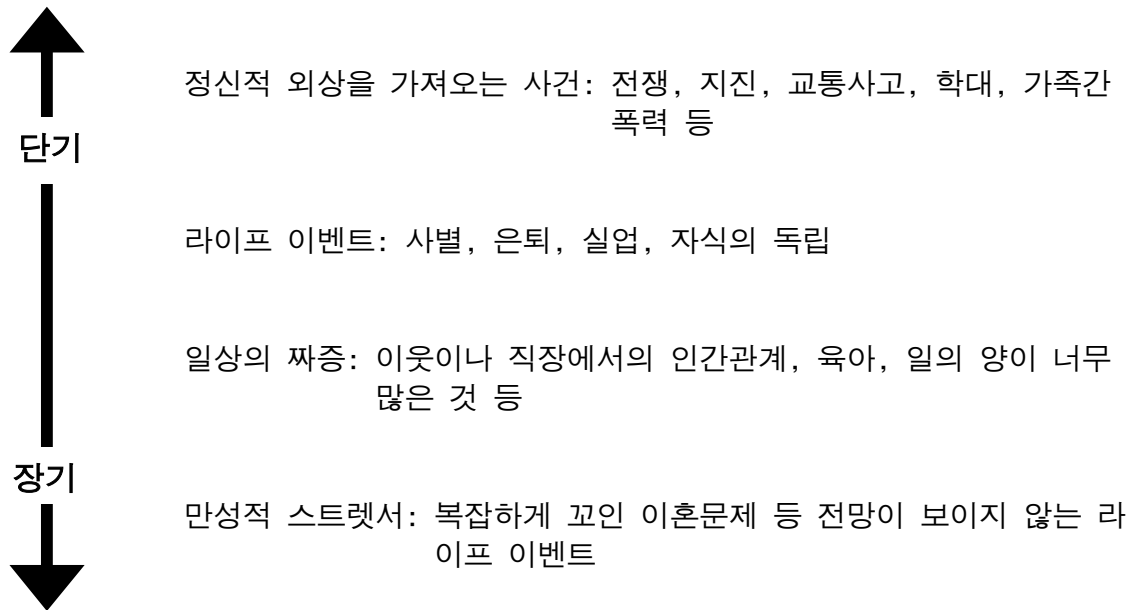 정신적 외상을 가져오는 사건: 전쟁, 지진, 교통사고, 학대, 가족간
폭력 등
단기
라이프 이벤트: 사별, 은퇴, 실업, 자식의 독립
일상의 짜증: 이웃이나 직장에서의 인간관계, 육아, 일의 양이 너무
많은 것 등
장기
만성적 스트렛서: 복잡하게 꼬인 이혼문제 등 전망이 보이지 않는 라
이프 이벤트